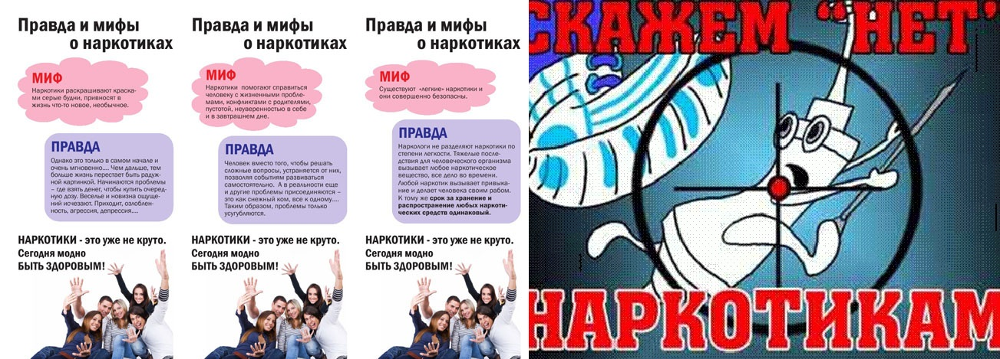 Правда и мифы
о наркотиках
МИФ
Наркотики раскрашивают краска-
ми серые будни, привносят в
жизнь что-то новое, необычное.
ПРАВДА
Однако это только в самом начале и
очень мгновенно.... Чем дальше, тем
больше жизнь перестает быть радуж-
ной картинкой. Начинаются проблемы
– где взять денег, чтобы купить очеред-
ную дозу. Веселье и новизна ощуще-
ний исчезают. Приходит, озлоблен-
ность, агрессия, депрессия....
НАРКОТИКИ - это уже не круто.
Сегодня модно
БЫТЬ ЗДОРОВЫМ!
Правда и мифы
о наркотиках
МИФ
Наркотики помогают справиться
человеку с жизненными пробле-
мами, конфликтами с родителями,
пустотой, неуверенностью в себе
и в завтрашнем дне.
ПРАВДА
Человек вместо того, чтобы решать
сложные вопросы, устраняется от них,
позволяя событиям развиваться
самостоятельно. А в реальности еще
и другие проблемы присоединяются –
это как снежный ком, все к одному....
Таким образом, проблемы только
усугубляются.
НАРКОТИКИ - это уже не круто.
Сегодня модно
БЫТЬ ЗДОРОВЫМ!
Правда и мифы
о наркотиках
МИФ
Существуют «легкие» наркотики и
они совершенно безопасны.
ПРАВДА
Наркологи не разделяют наркотики по
степени легкости. Тяжелые после-
дствия для человеческого организма
вызывает любое наркотическое
вещество, все дело во времени.
Любой наркотик вызывает привыка-
ние и делает человека своим рабом.
К тому же срок за хранение и
распространение любых наркоти-
ческих средств одинаковый.
НАРКОТИКИ - это уже не круто.
Сегодня модно
БЫТЬ ЗДОРОВЫМ!
СКАЖЕМ “НЕТ”
НАРКОТИКАМ